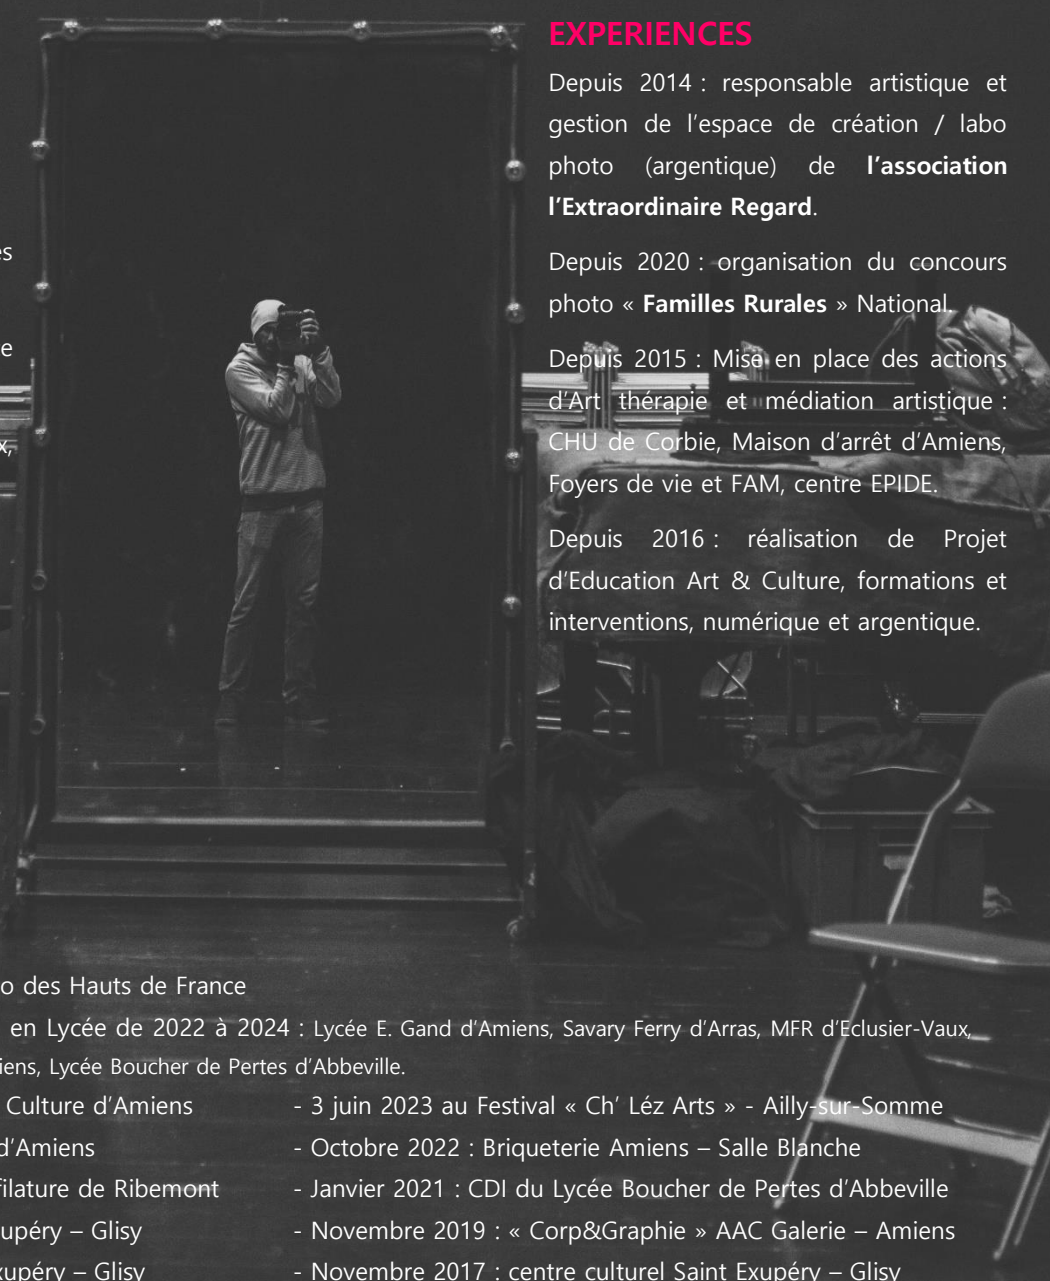 EXPERIENCES
Depuis 2014 : responsable artistique et
gestion de l'espace de création / labo
photo (argentique) de l'association
l'Extraordinaire Regard.
Depuis 2020 : organisation du concours
photo « Familles Rurales » National.
Depuis 2015 : Mise en place des actions
d'Art thérapie et médiation artistique :
CHU de Corbie, Maison d'arrêt d'Amiens,
Foyers de vie et FAM, centre EPIDE.
Depuis 2016 : réalisation de Projet
d'Education Art & Culture, formations et
interventions, numérique et argentique.
es
e
x,
o des Hauts de France
en Lycée de 2022 à 2024 : Lycée E. Gand d'Amiens, Savary Ferry d'Arras, MFR d'Eclusier-Vaux,
iens, Lycée Boucher de Pertes d'Abbeville.
Culture d'Amiens
d'Amiens
filature de Ribemont
upéry – Glisy
xupéry – Glisy
- 3 juin 2023 au Festival « Ch' Léz Arts » - Ailly-sur-Somme
- Octobre 2022 : Briqueterie Amiens – Salle Blanche
- Janvier 2021 : CDI du Lycée Boucher de Pertes d'Abbeville
- Novembre 2019 : « Corp&Graphie » AAC Galerie – Amiens
- Novembre 2017 : centre culturel Saint Exupéry – Glisy